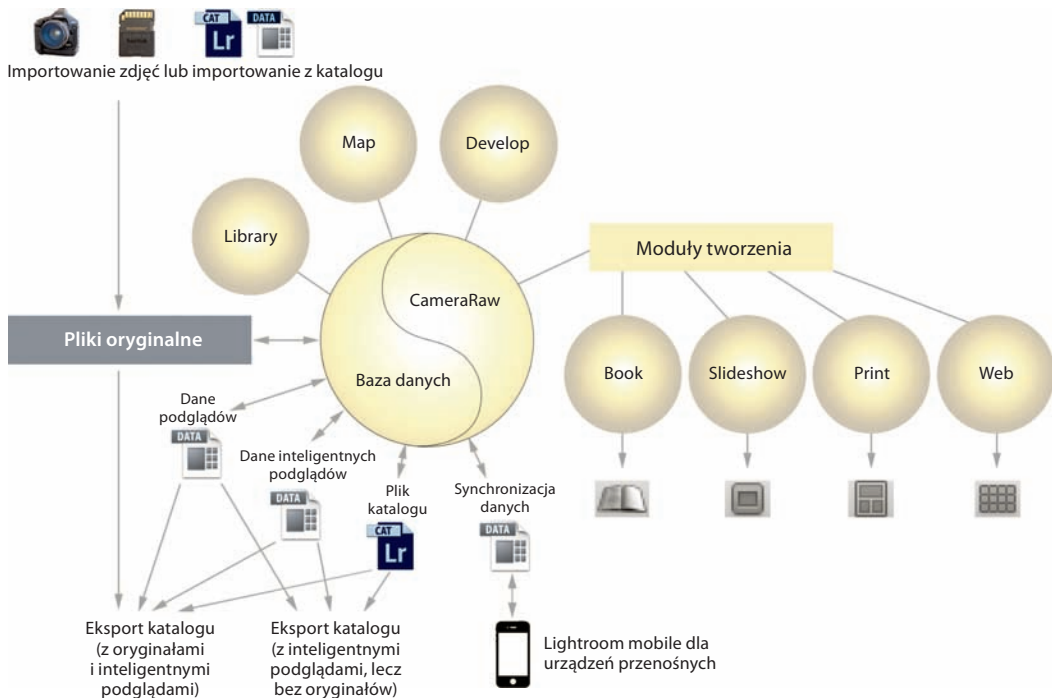 CAT
Lr
DATA
Importowanie zdjęć lub importowanie z katalogu
Map
Develop
Library
Moduły tworzenia
CameraRaw
Pliki oryginalne
Baza danych
Book
Slideshow
Print
Web
Dane
podglądów
DATA
Dane inteligentnych
podglądów
DATA
Plik
katalogu
CAT
Lr
Synchronizacja
danych
DATA
Eksport katalogu
(z oryginałami
i inteligentnymi
podglądami)
Eksport katalogu
(z inteligentnymi
podglądami, lecz
bez oryginałów)
Lightroom mobile dla
urządzeń przenośnych